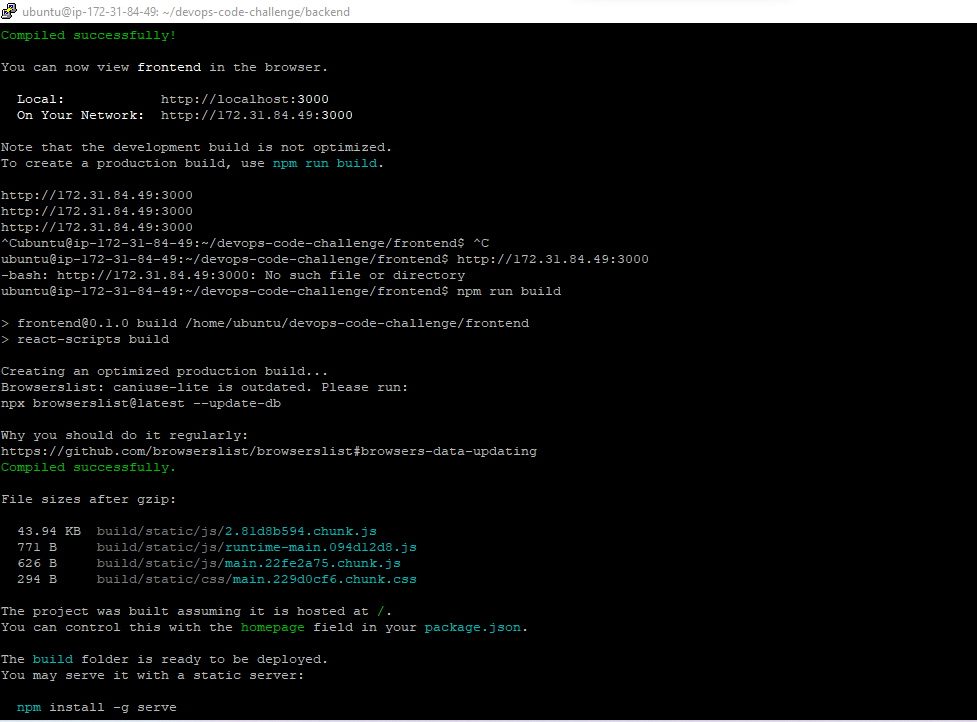 ubuntu@ip-172-31-84-49: ~/devops-code-challenge/backend
Compiled successfully!
You can now view frontend in the browser.
Local: http://localhost:3000
On Your Network: http://172.31.84.49:3000
Note that the development build is not optimized.
To create a production build, use npm run build.
http://172.31.84.49:3000
http://172.31.84.49:3000
http://172.31.84.49:3000
^Cubuntu@ip-172-31-84-49:~/devops-code-challenge/frontend$ ^C
ubuntu@ip-172-31-84-49:~/devops-code-challenge/frontend$ http://172.31.84.49:3000
-bash: http://172.31.84.49:3000: No such file or directory
ubuntu@ip-172-31-84-49:~/devops-code-challenge/frontend$ npm run build
> frontend@0.1.0 build /home/ubuntu/devops-code-challenge/frontend
> react-scripts build
Creating an optimized production build...
Browserslist: caniuse-lite is outdated. Please run:
npx browserslist@latest --update-db
Why you should do it regularly:
https://github.com/browserslist/browserslist#browsers-data-updating
Compiled successfully.
File sizes after gzip:
43.94 KB build/static/js/2.81d8b594.chunk.js
771 B build/static/js/runtime-main.094d12d8.js
626 B build/static/js/main.22fe2a75.chunk.js
294 B build/static/css/main.229d0cf6.chunk.css
The project was built assuming it is hosted at /.
You can control this with the homepage field in your package.json.
The build folder is ready to be deployed.
You may serve it with a static server:
npm install -g serve